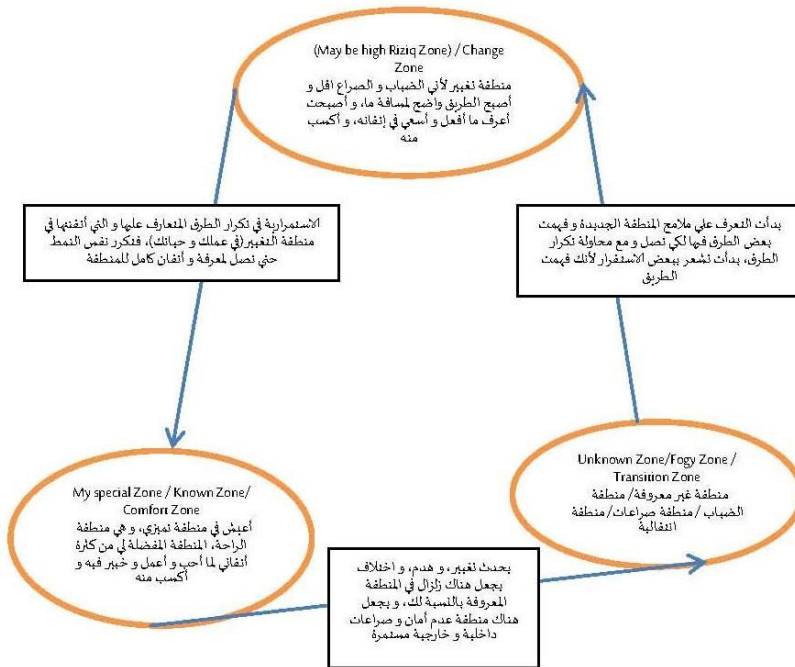 (May be high Riziq Zone) / Change
Zone
منطقة تغيير لأني الضباب و الصراع اقل و
أصبح الطريق واضح لمسافة ما، و أصبحت
أعرف ما أفعل و أسعي في إتقانه، و أكسب
منه
الاستمرارية في تكرار الطرق المتعارف عليها و التي أتقنتها في
منطقة التغيير(في عملك و حياتك)، فتكرر نفس النمط
حتي تصل لمعرفة و أتقان كامل للمنطقة
بدأت التعرف علي ملامح المنطقة الجديدة و فهمت
بعض الطرق فيها لكي تصل و مع محاولة تكرار
الطرق، بدأت تشعر ببعض الاستقرار لأنك فهمت
الطريق
My special Zone / Known Zone/
Comfort Zone
أعيش في منطقة تميزي، و هي منطقة
الراحة، المنطقة المفضلة لي من كثرة
أتقاني لما أحب و أعمل و خبير فيه و
أكسب منه
Unknown Zone/Fogy Zone /
Transition Zone
منطقة غير معروفة/ منطقة
الضباب / منطقة صراعات/ منطقة
انتقالية
يحدث تغيير، و هدم، و اختلاف
يجعل هناك زلزال في المنطقة
المعروفة بالنسبة لك، و يجعل
هناك منطقة عدم أمان و صراعات
داخلية و خارجية مستمرة